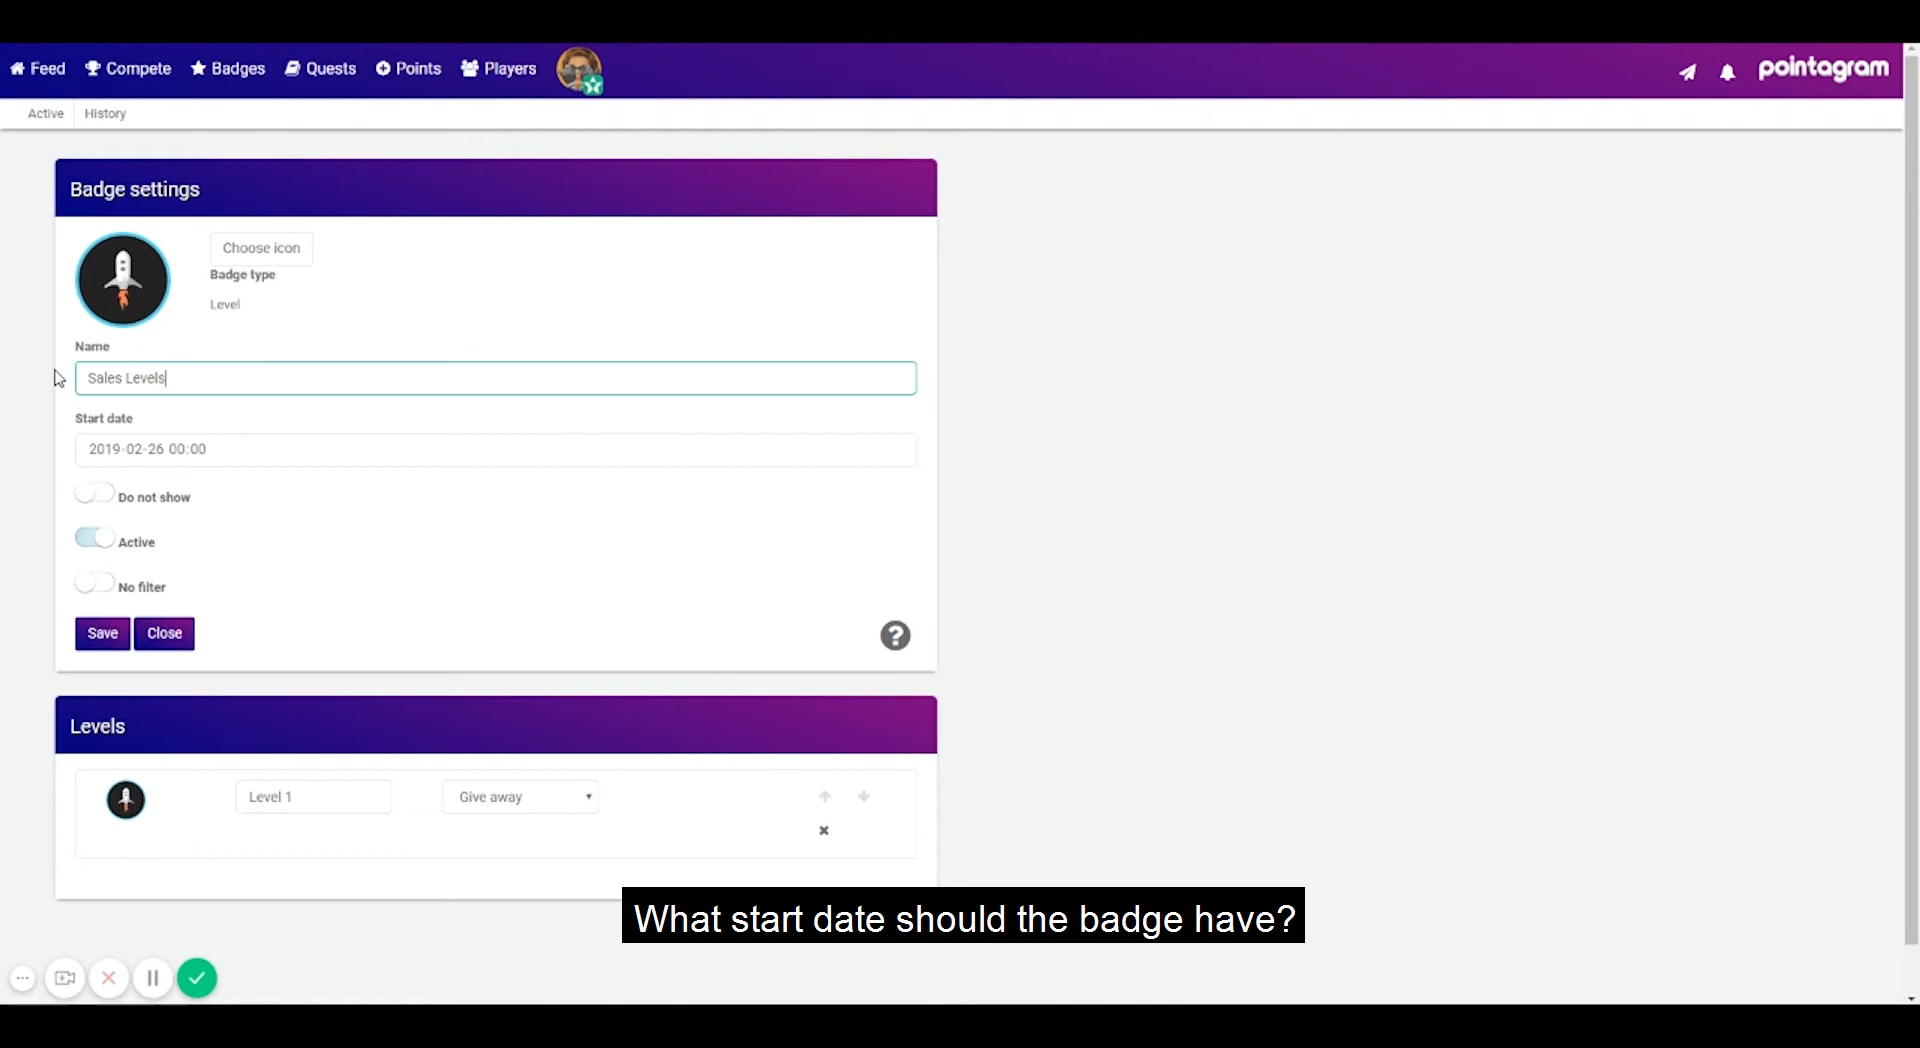 Feed Compete Badges Quests Points Players pointagram
Active History
Badge settings
Choose icon
Badge type
Level
Name
Sales Levels
Start date
2019-02-26 00:00
Do not show
Active
No filter
Save Close
Levels
Level 1 Give away
What start date should the badge have?